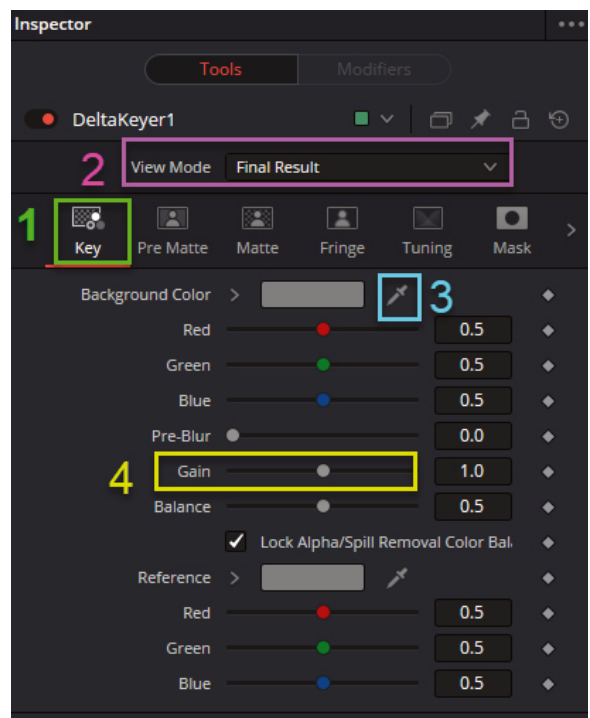 Inspector
Tools Modifiers
DeltaKeyer1
2 View Mode Final Result
1
Key Pre Matte Matte Fringe Tuning Mask
Background Color 3
Red 0.5
Green 0.5
Blue 0.5
Pre-Blur 0.0
4 Gain 1.0
Balance 0.5
Lock Alpha/Spill Removal Color Bal
Reference
Red 0.5
Green 0.5
Blue 0.5